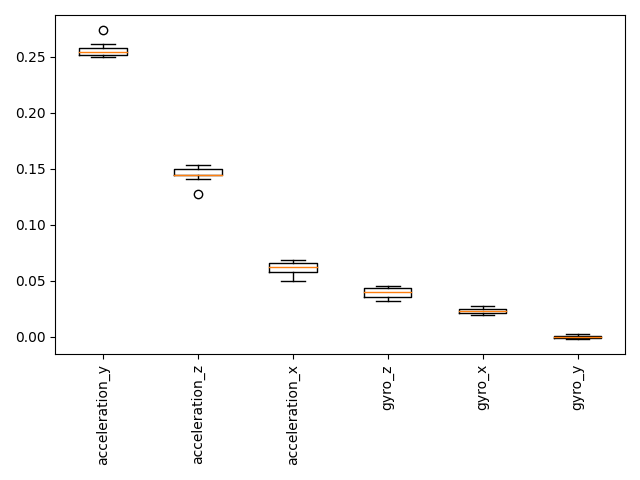 0.25
0.20
0.15
0.10
0.05
0.00
acceleration_y
acceleration_z
acceleration_x
gyro_z
gyro_x
gyro_y